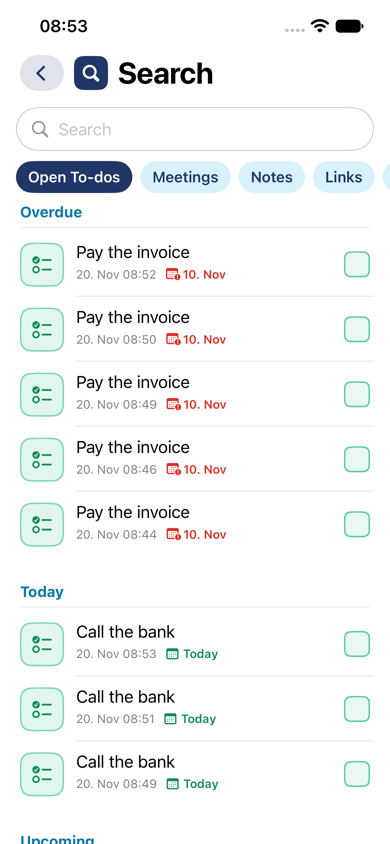 08:53
Search
Search
Open To-dos Meetings Notes Links
Overdue
Pay the invoice
20. Nov 08:52 10. Nov
Pay the invoice
20. Nov 08:50 10. Nov
Pay the invoice
20. Nov 08:49 10. Nov
Pay the invoice
20. Nov 08:46 10. Nov
Pay the invoice
20. Nov 08:44 10. Nov
Today
Call the bank
20. Nov 08:53 Today
Call the bank
20. Nov 08:51 Today
Call the bank
20. Nov 08:49 Today
Upcoming